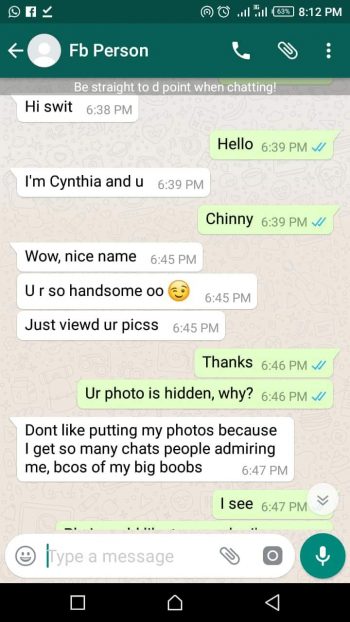 63% 8:12 PM
Fb Person
Be straight to d point when chatting!
Hi swit 6:38 PM
Hello 6:39 PM
I'm Cynthia and u 6:39 PM
Chinny 6:39 PM
Wow, nice name 6:45 PM
U r so handsome oo 😉 6:45 PM
Just viewd ur picss 6:45 PM
Thanks 6:46 PM
Ur photo is hidden, why? 6:46 PM
Dont like putting my photos because
I get so many chats people admiring
me, bcos of my big boobs 6:47 PM
I see 6:47 PM
Type a message